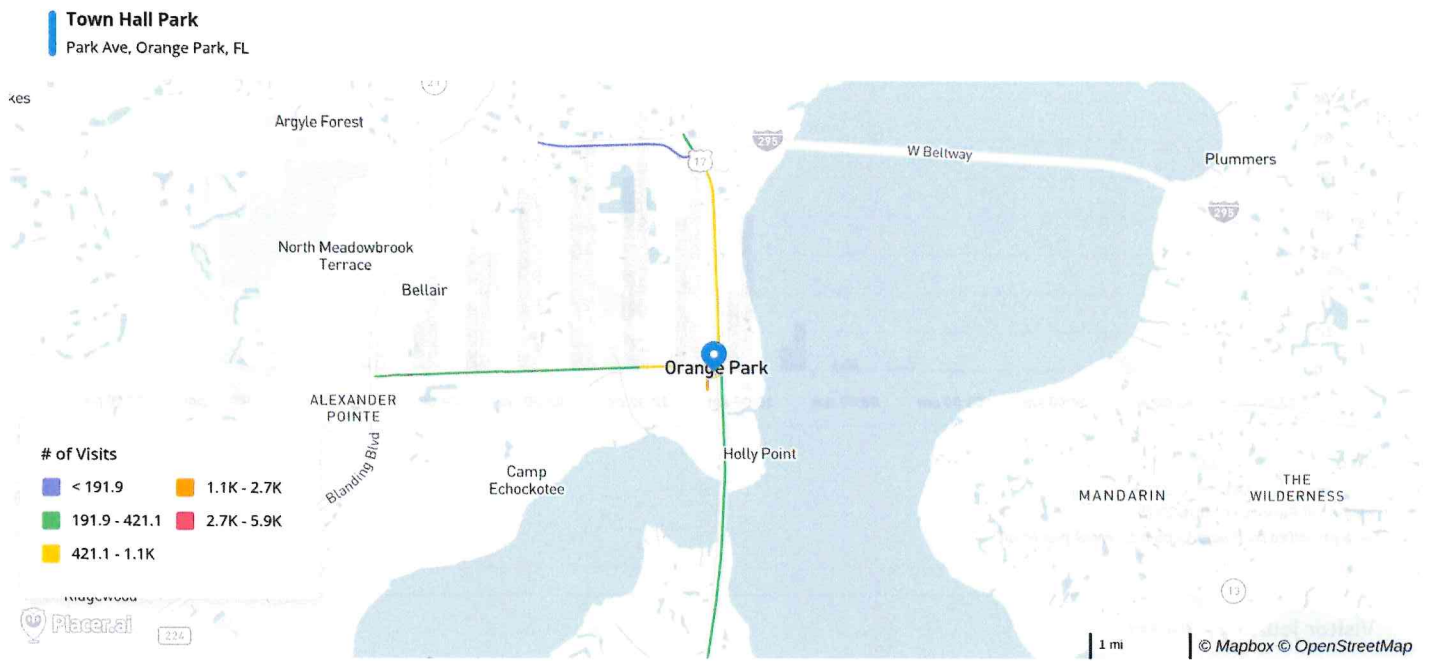 Town Hall Park
Park Ave, Orange Park, FL
21
kes
Argyle Forest
295
17
W Beltway
Plummers
295
North Meadowbrook
Terrace
Bellair
Orange Park
ALEXANDER
POINTE
Blanding Blvd
Holly Point
Camp
Echockotee
MANDARIN
THE
WILDERNESS
# of Visits
< 191.9
1.1K - 2.7K
191.9 - 421.1
2.7K - 5.9K
421.1 - 1.1K
Ridgewood
13
Placer.ai
224
1 mi
© Mapbox © OpenStreetMap